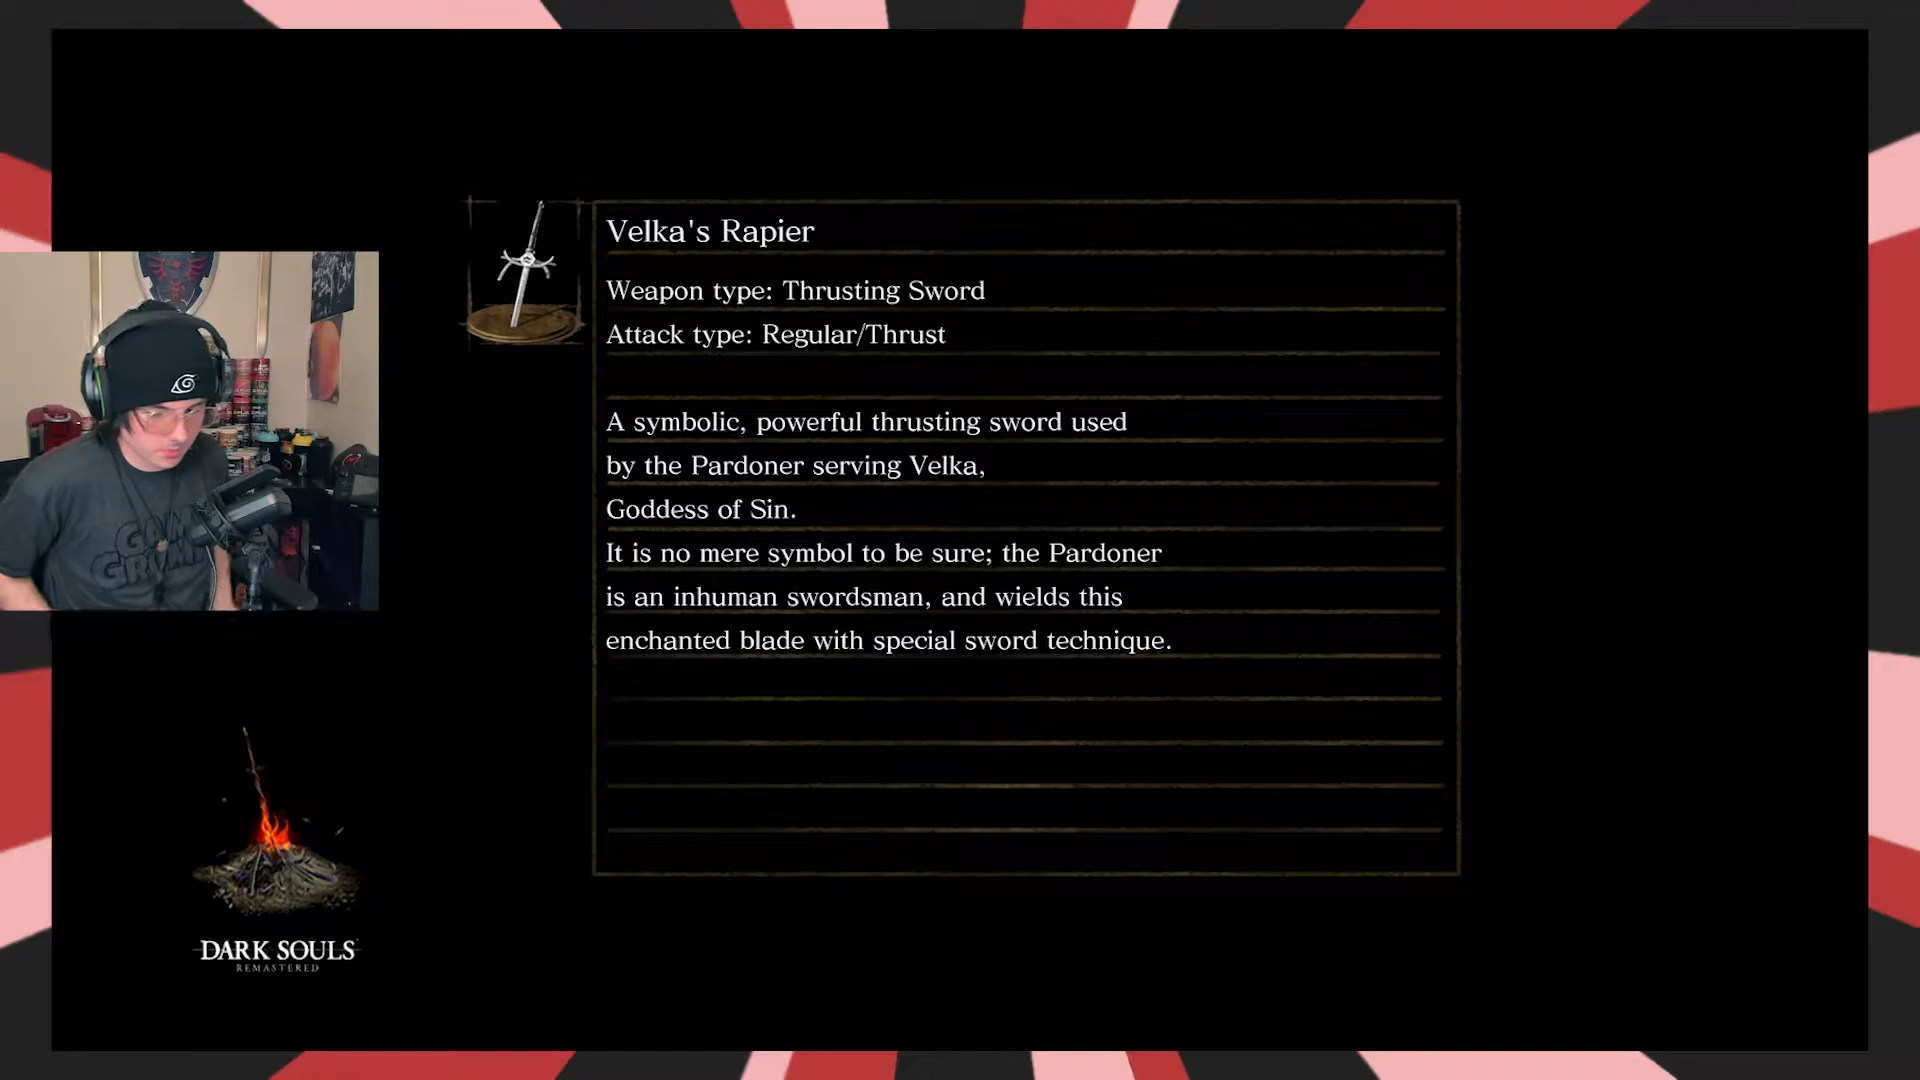 Velka's Rapier
Weapon type: Thrusting Sword
Attack type: Regular/Thrust
A symbolic, powerful thrusting sword used
by the Pardoner serving Velka,
Goddess of Sin.
It is no mere symbol to be sure; the Pardoner
is an inhuman swordsman, and wields this
enchanted blade with special sword technique.
DARK SOULS
REMASTERED